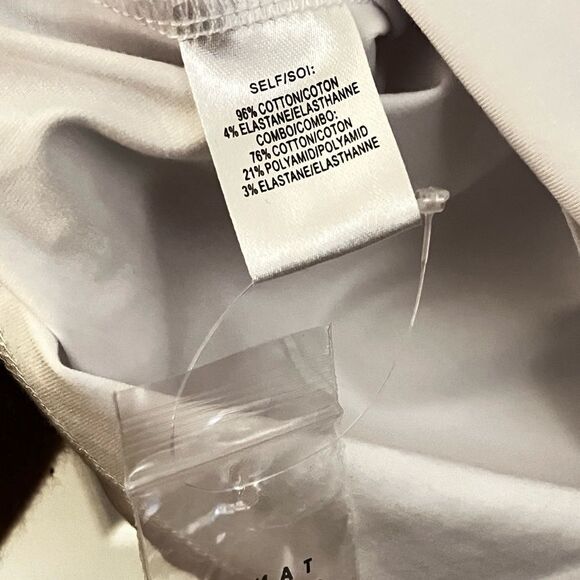 SELF/SOI:
96% COTTON/COTON
4% ELASTANE/ELASTHANNE
COMBO/COMBO:
76% COTTON/COTON
21% POLYAMID/POLYAMID
3% ELASTANE/ELASTHANNE
A T